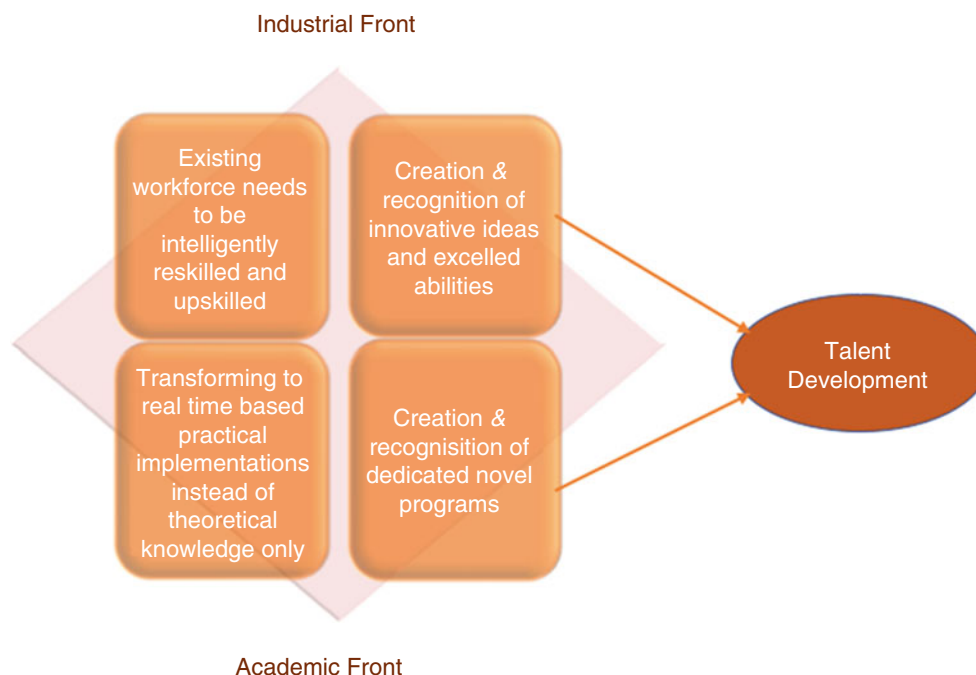 Industrial Front
Existing
workforce needs
to be
intelligently
reskilled and
upskilled
Creation &
recognition of
innovative ideas
and excelled
abilities
Transforming to
real time based
practical
implementations
instead of
theoretical
knowledge only
Creation &
recognisition of
dedicated novel
programs
Talent
Development
Academic Front